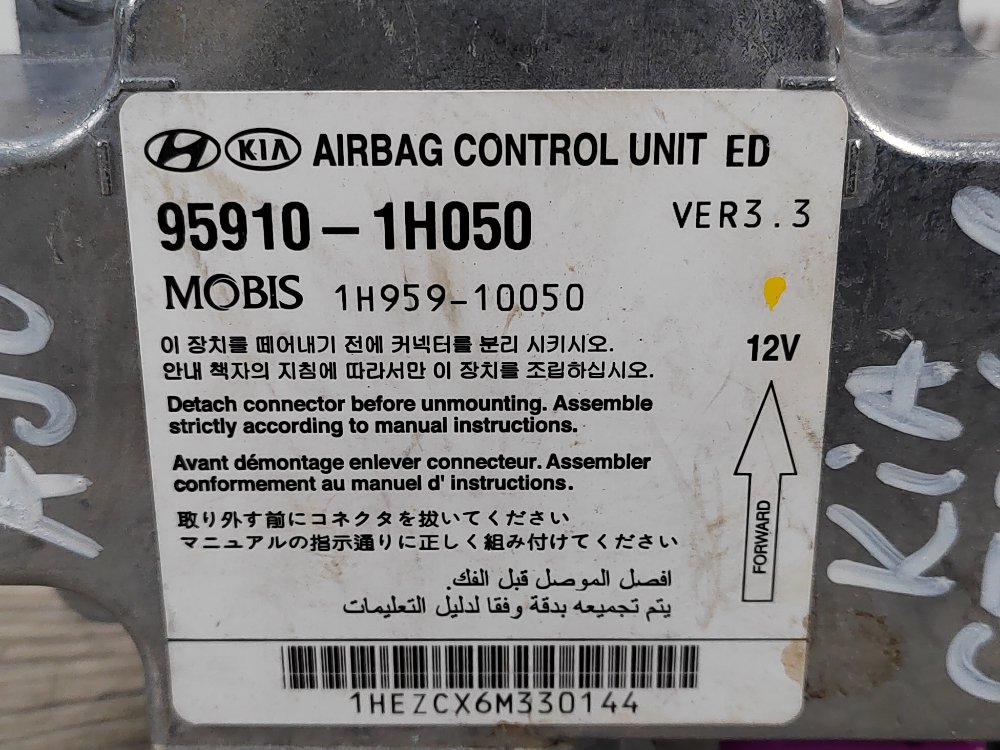 KIA AIRBAG CONTROL UNIT ED
95910-1H050 VER3.3
MOBIS 1H959-10050
이 장치를 떼어내기 전에 커넥터를 분리 시키시오.
안내 책자의 지침에 따라서만 이 장치를 조립하십시오.
12V
Detach connector before unmounting. Assemble
strictly according to manual instructions.
Avant démontage enlever connecteur. Assembler
conformement au manuel d' instructions.
FORWARD
取り外す前にコネクタを抜いてください
マニュアルの指示通りに正しく組み付けてください
افصل الموصل قبل الفك.
يتم تجميعه بدقة وفقا لدليل التعليمات
1HEZCX6M330144
KiA